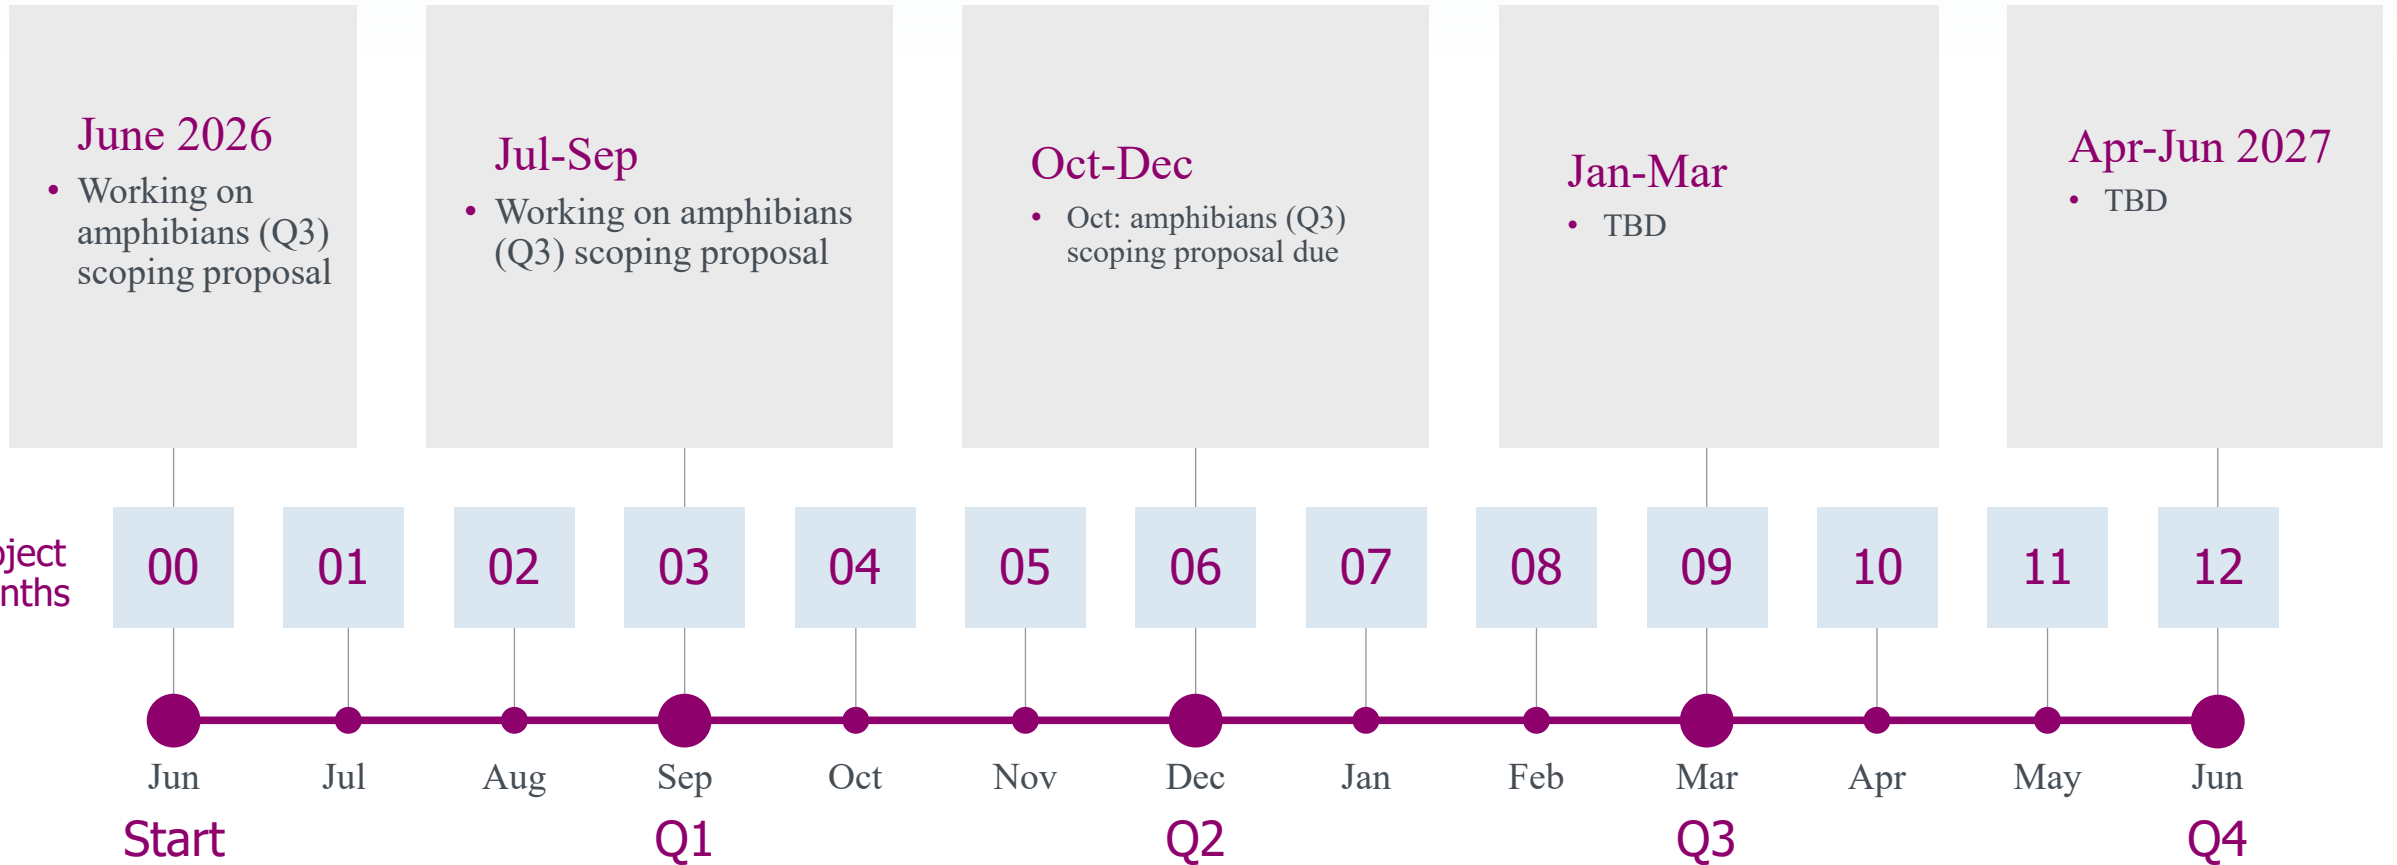 June 2026
• Working on
amphibians (Q3)
scoping proposal
Jul-Sep
• Working on amphibians
(Q3) scoping proposal
Oct-Dec
• Oct: amphibians (Q3)
scoping proposal due
Jan-Mar
• TBD
Apr-Jun 2027
• TBD
00 01 02 03 04 05 06 07 08 09 10 11 12
Jun Jul Aug Sep Oct Nov Dec Jan Feb Mar Apr May Jun
Start Q1 Q2 Q3 Q4